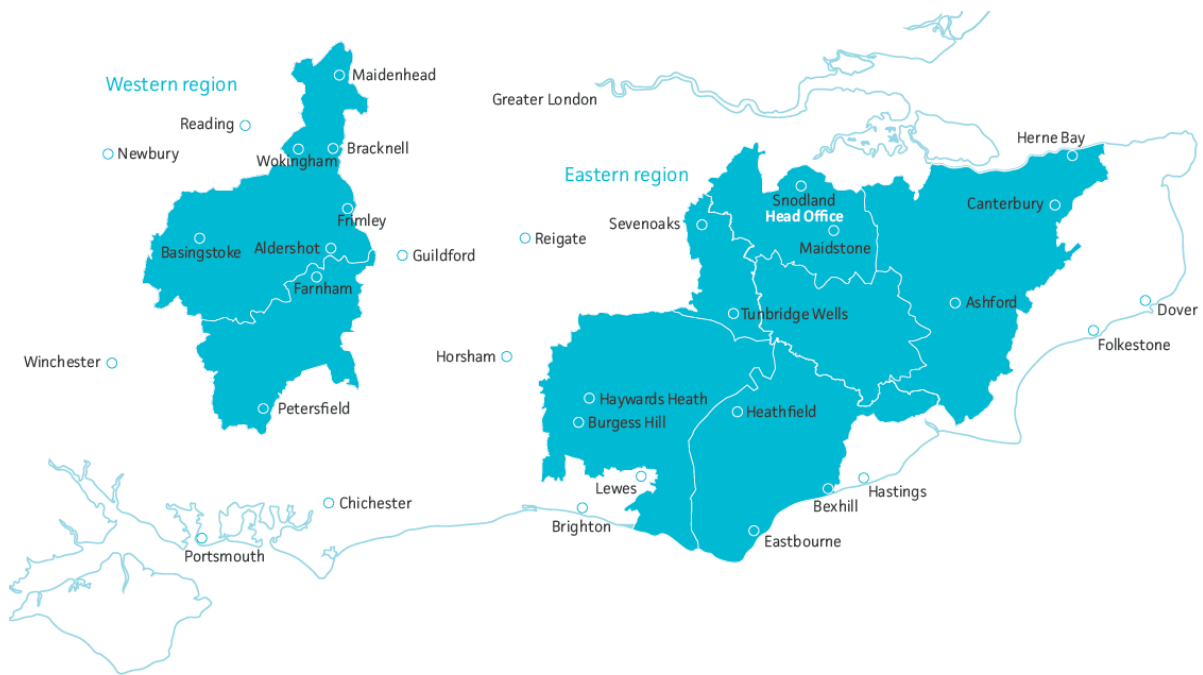 Western region
Maidenhead
Reading
Newbury
Wokingham
Bracknell
Frimley
Basingstoke
Aldershot
Guildford
Farnham
Winchester
Petersfield
Chichester
Portsmouth
Greater London
Eastern region
Herne Bay
Snodland
Head Office
Canterbury
Sevenoaks
Maidstone
Reigate
Ashford
Dover
Tunbridge Wells
Folkestone
Horsham
Haywards Heath
Heathfield
Burgess Hill
Lewes
Hastings
Bexhill
Brighton
Eastbourne